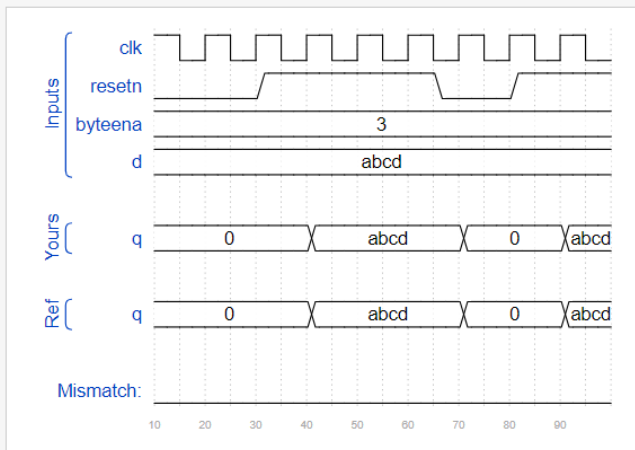 Inputs
clk
resetn
byteena 3
d abcd
Yours
q 0 abcd 0 abcd
Ref
q 0 abcd 0 abcd
Mismatch:
10 20 30 40 50 60 70 80 90